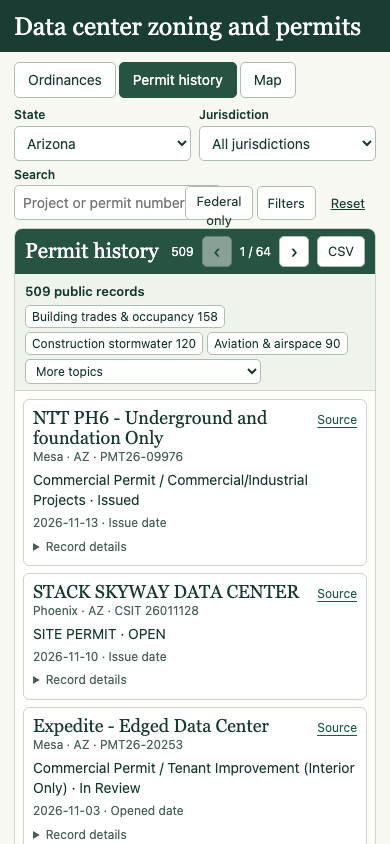 Data center zoning and permits
Ordinances
Permit history
Map
State
Jurisdiction
Arizona
All jurisdictions
Search
Project or permit number
Federal
only
Filters
Reset
Permit history
509
‹
1 / 64
›
CSV
509 public records
Building trades & occupancy 158
Construction stormwater 120
Aviation & airspace 90
More topics
NTT PH6 - Underground and
foundation Only
Source
Mesa · AZ · PMT26-09976
Commercial Permit / Commercial/Industrial
Projects · Issued
2026-11-13 · Issue date
Record details
STACK SKYWAY DATA CENTER
Source
Phoenix · AZ · CSIT 26011128
SITE PERMIT · OPEN
2026-11-10 · Issue date
Record details
Expedite - Edged Data Center
Source
Mesa · AZ · PMT26-20253
Commercial Permit / Tenant Improvement (Interior
Only) · In Review
2026-11-03 · Opened date
Record details